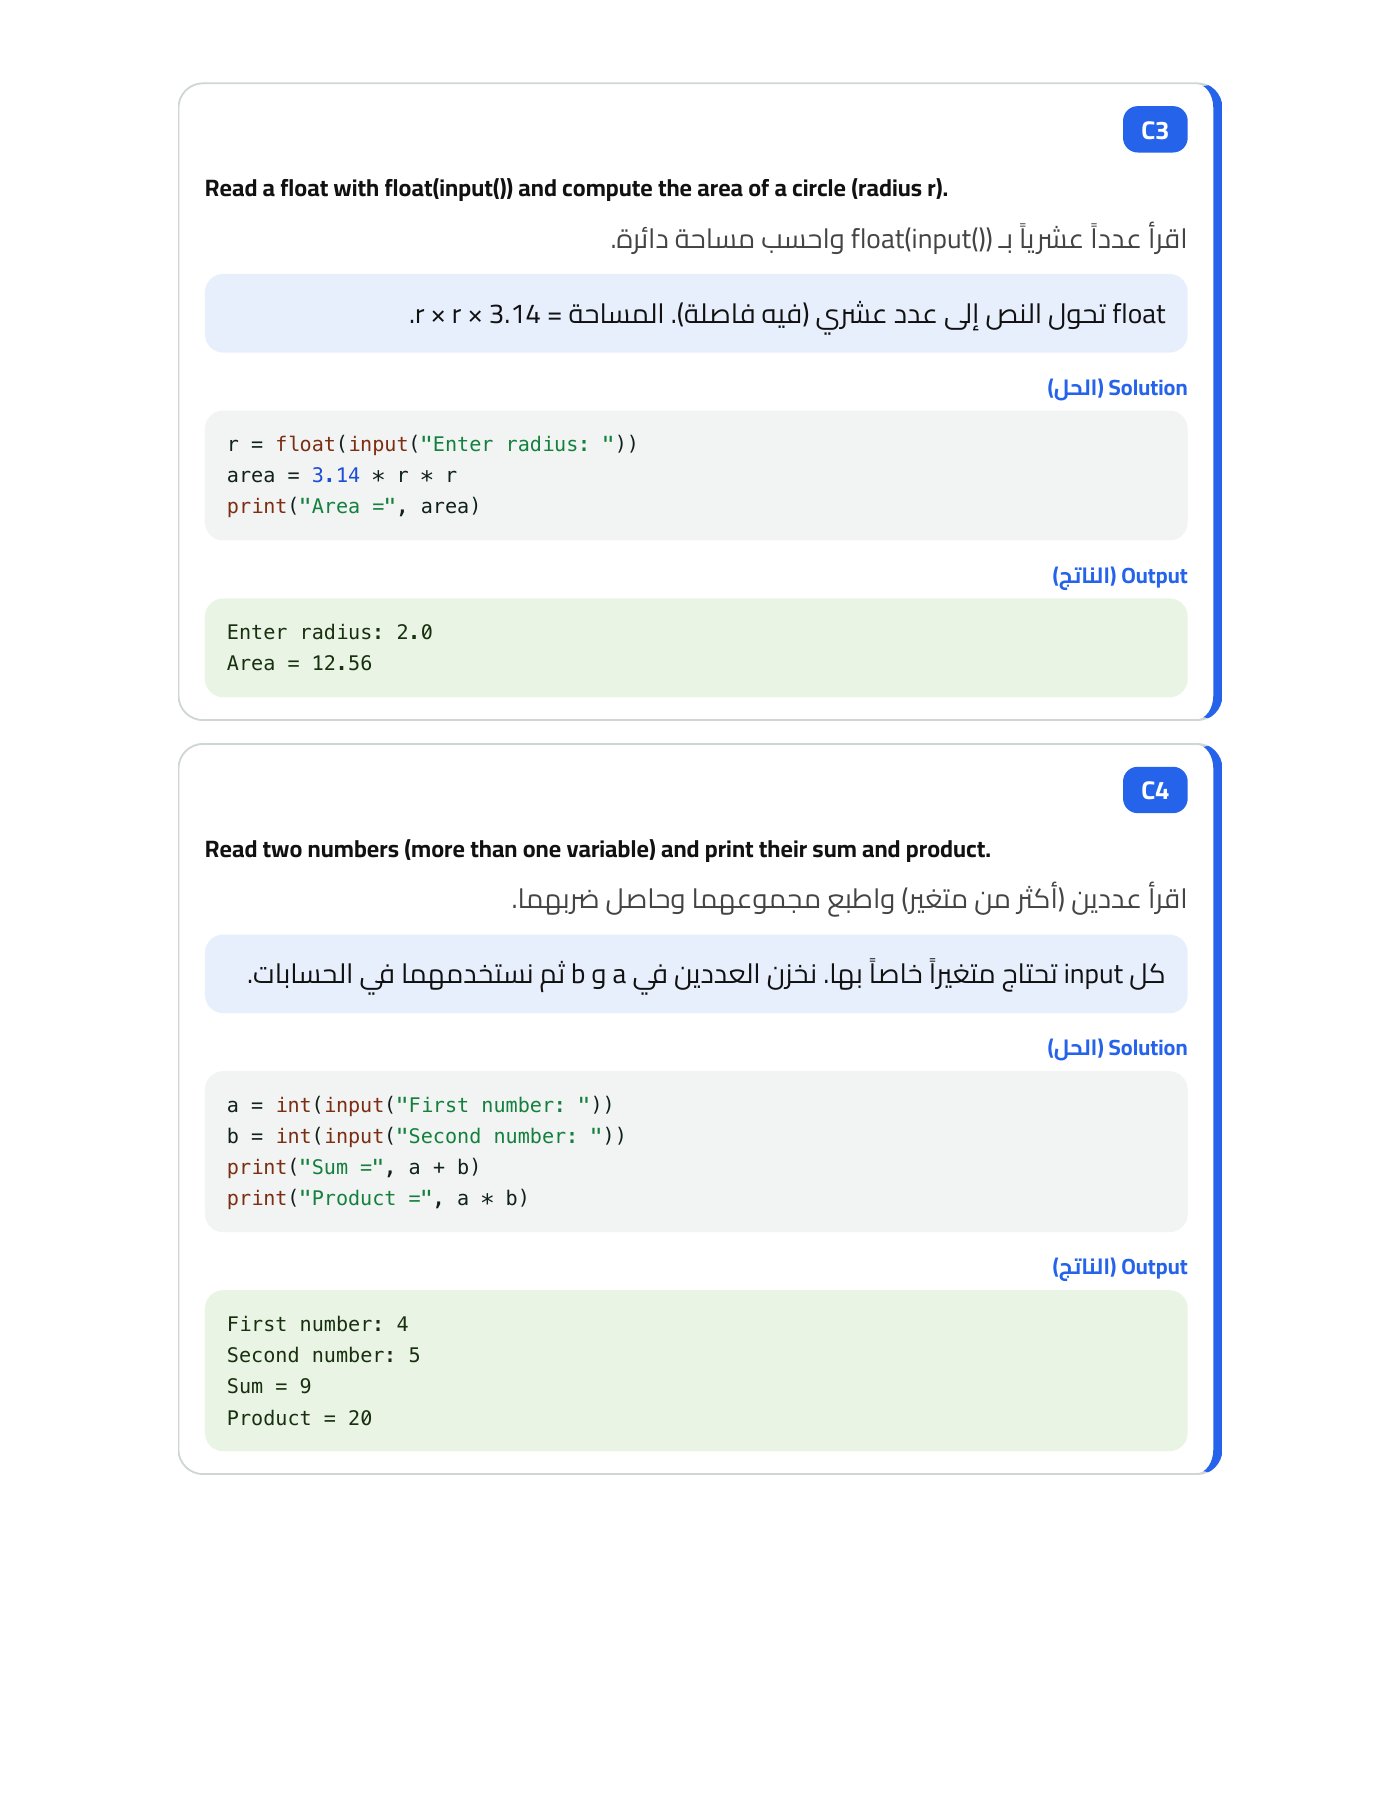 C3
Read a float with float(input()) and compute the area of a circle (radius r).
اقرأ عدداً عشرياً بـ float(input()) واحسب مساحة دائرة.
float تحول النص إلى عدد عشري (فيه فاصلة). المساحة = 3.14 × r × r.
Solution (الحل)
r = float(input("Enter radius: "))
area = 3.14 * r * r
print("Area =", area)
Output (الناتج)
Enter radius: 2.0
Area = 12.56
C4
Read two numbers (more than one variable) and print their sum and product.
اقرأ عددين (أكثر من متغير) واطبع مجموعهما وحاصل ضربهما.
كل input تحتاج متغيراً خاصاً بها. نخزن العددين في a و b ثم نستخدمهما في الحسابات.
Solution (الحل)
a = int(input("First number: "))
b = int(input("Second number: "))
print("Sum =", a + b)
print("Product =", a * b)
Output (الناتج)
First number: 4
Second number: 5
Sum = 9
Product = 20